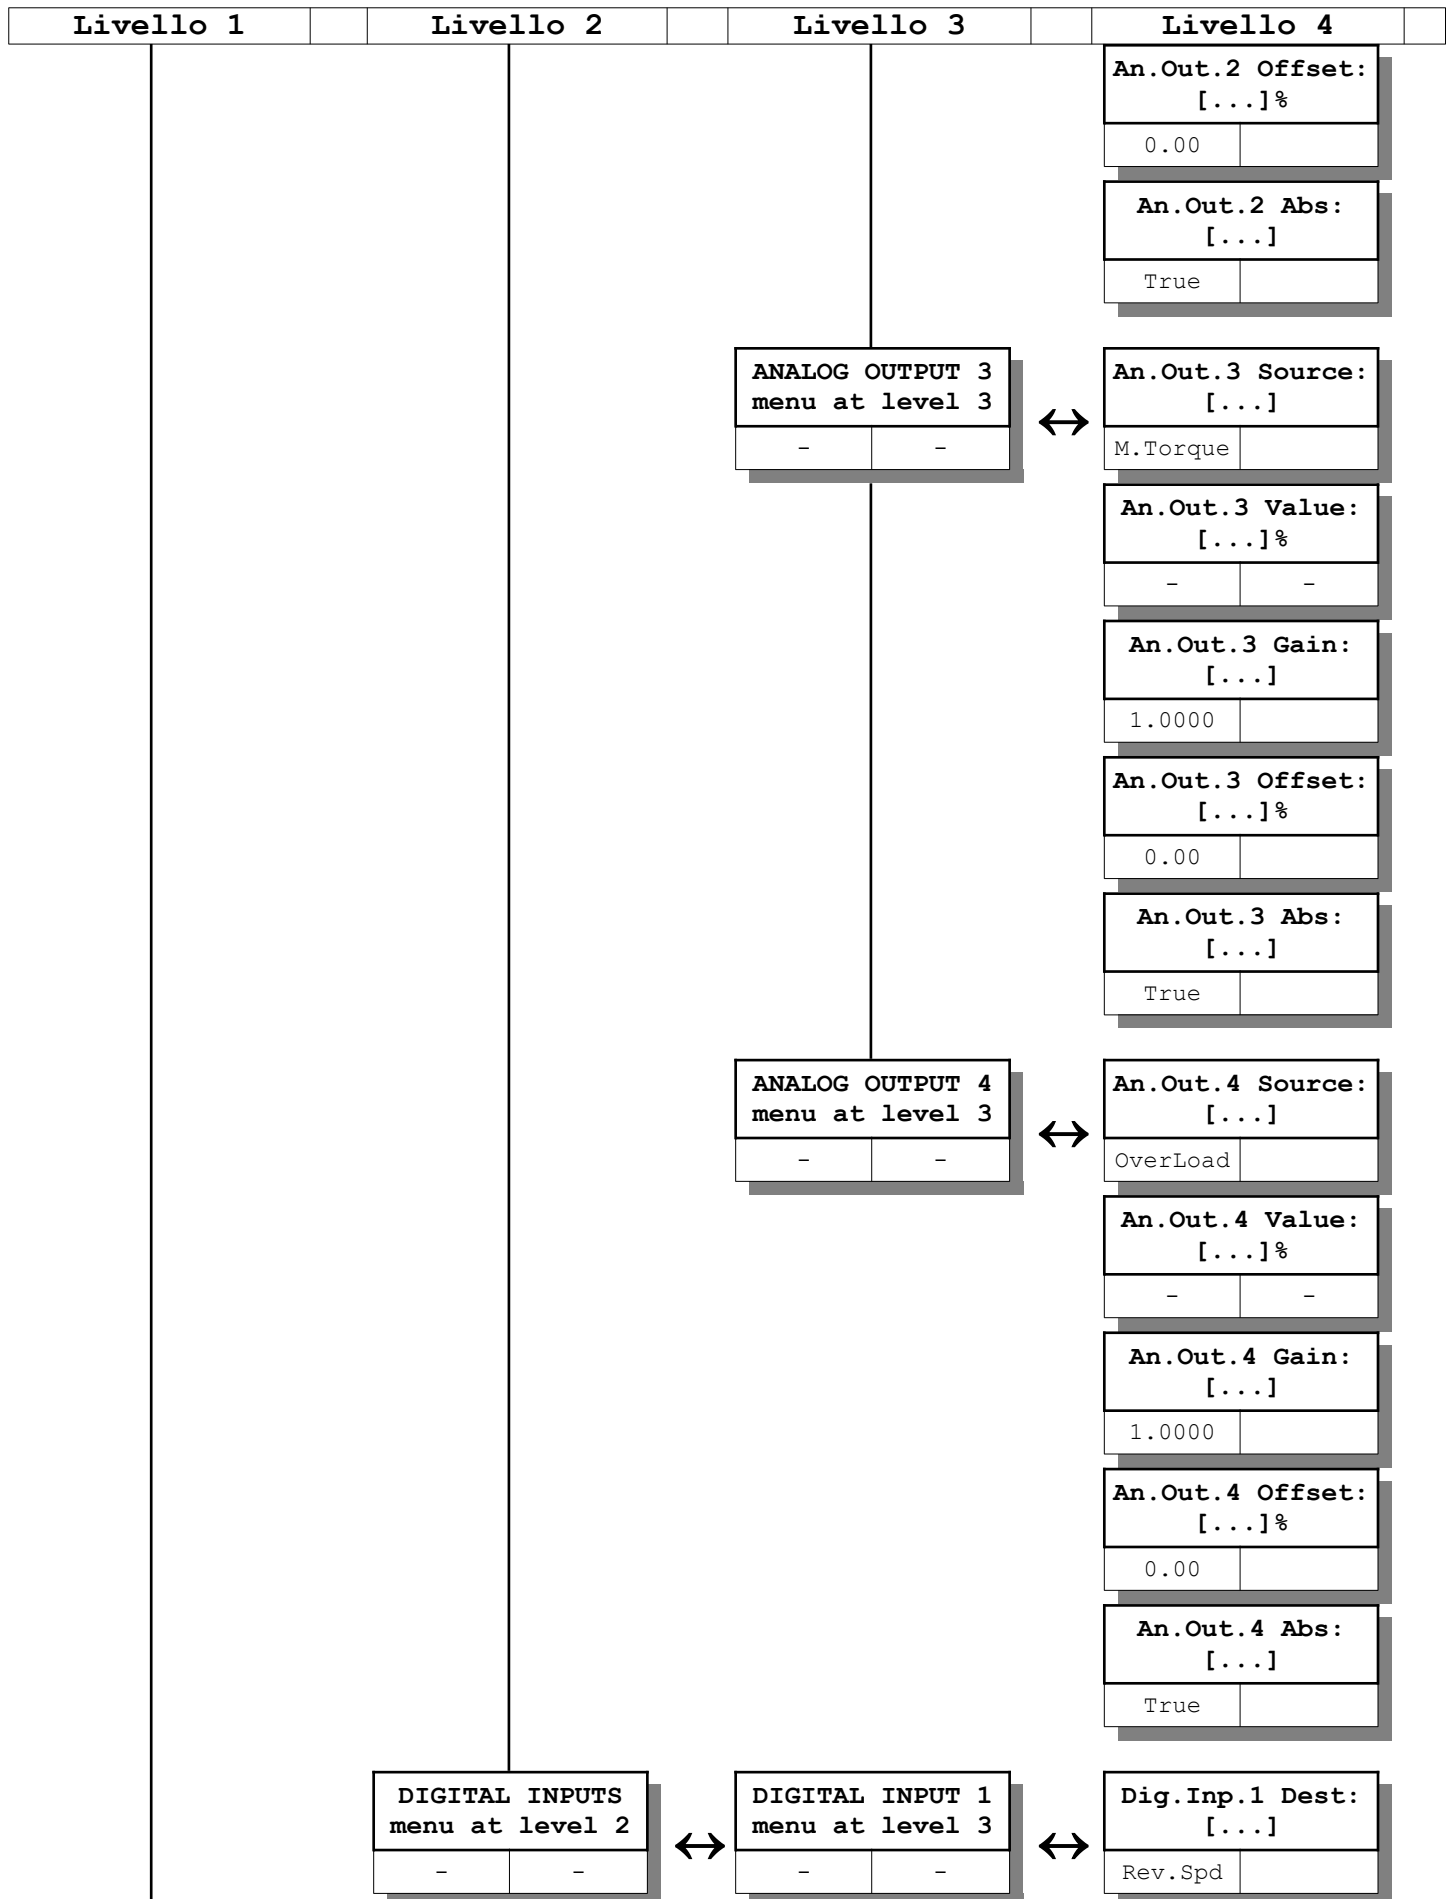 Livello 1 Livello 2 Livello 3 Livello 4
An.Out.2 Offset:
[...]%
0.00
An.Out.2 Abs:
[...]
True
ANALOG OUTPUT 3
menu at level 3
- -
An.Out.3 Source:
[...]
M.Torque
An.Out.3 Value:
[...]%
- -
An.Out.3 Gain:
[...]
1.0000
An.Out.3 Offset:
[...]%
0.00
An.Out.3 Abs:
[...]
True
ANALOG OUTPUT 4
menu at level 3
- -
An.Out.4 Source:
[...]
OverLoad
An.Out.4 Value:
[...]%
- -
An.Out.4 Gain:
[...]
1.0000
An.Out.4 Offset:
[...]%
0.00
An.Out.4 Abs:
[...]
True
DIGITAL INPUTS
menu at level 2
- -
DIGITAL INPUT 1
menu at level 3
- -
Dig.Inp.1 Dest:
[...]
Rev.Spd